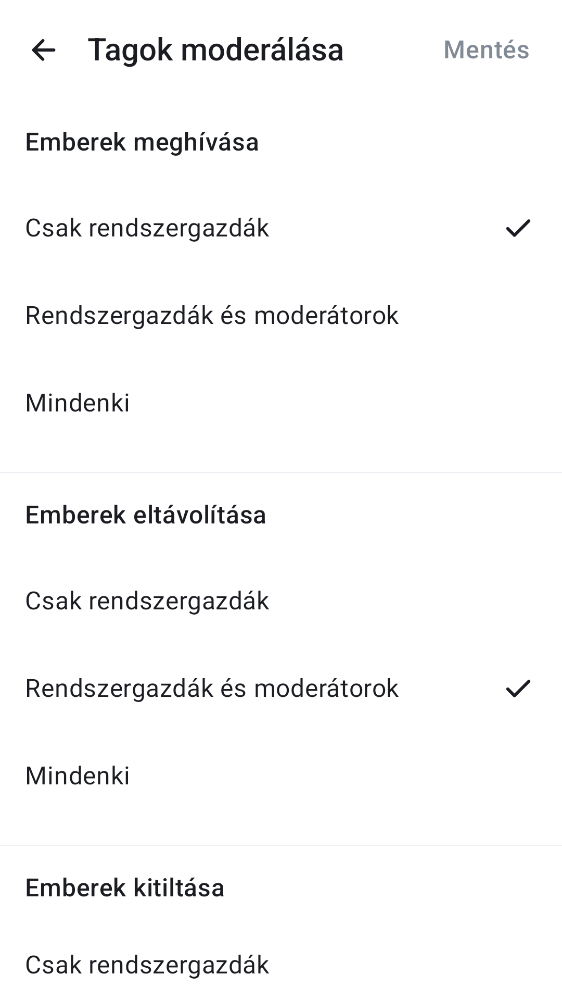 Tagok moderálása Mentés
Emberek meghívása
Csak rendszergazdák
Rendszergazdák és moderátorok
Mindenki
Emberek eltávolítása
Csak rendszergazdák
Rendszergazdák és moderátorok
Mindenki
Emberek kitiltása
Csak rendszergazdák